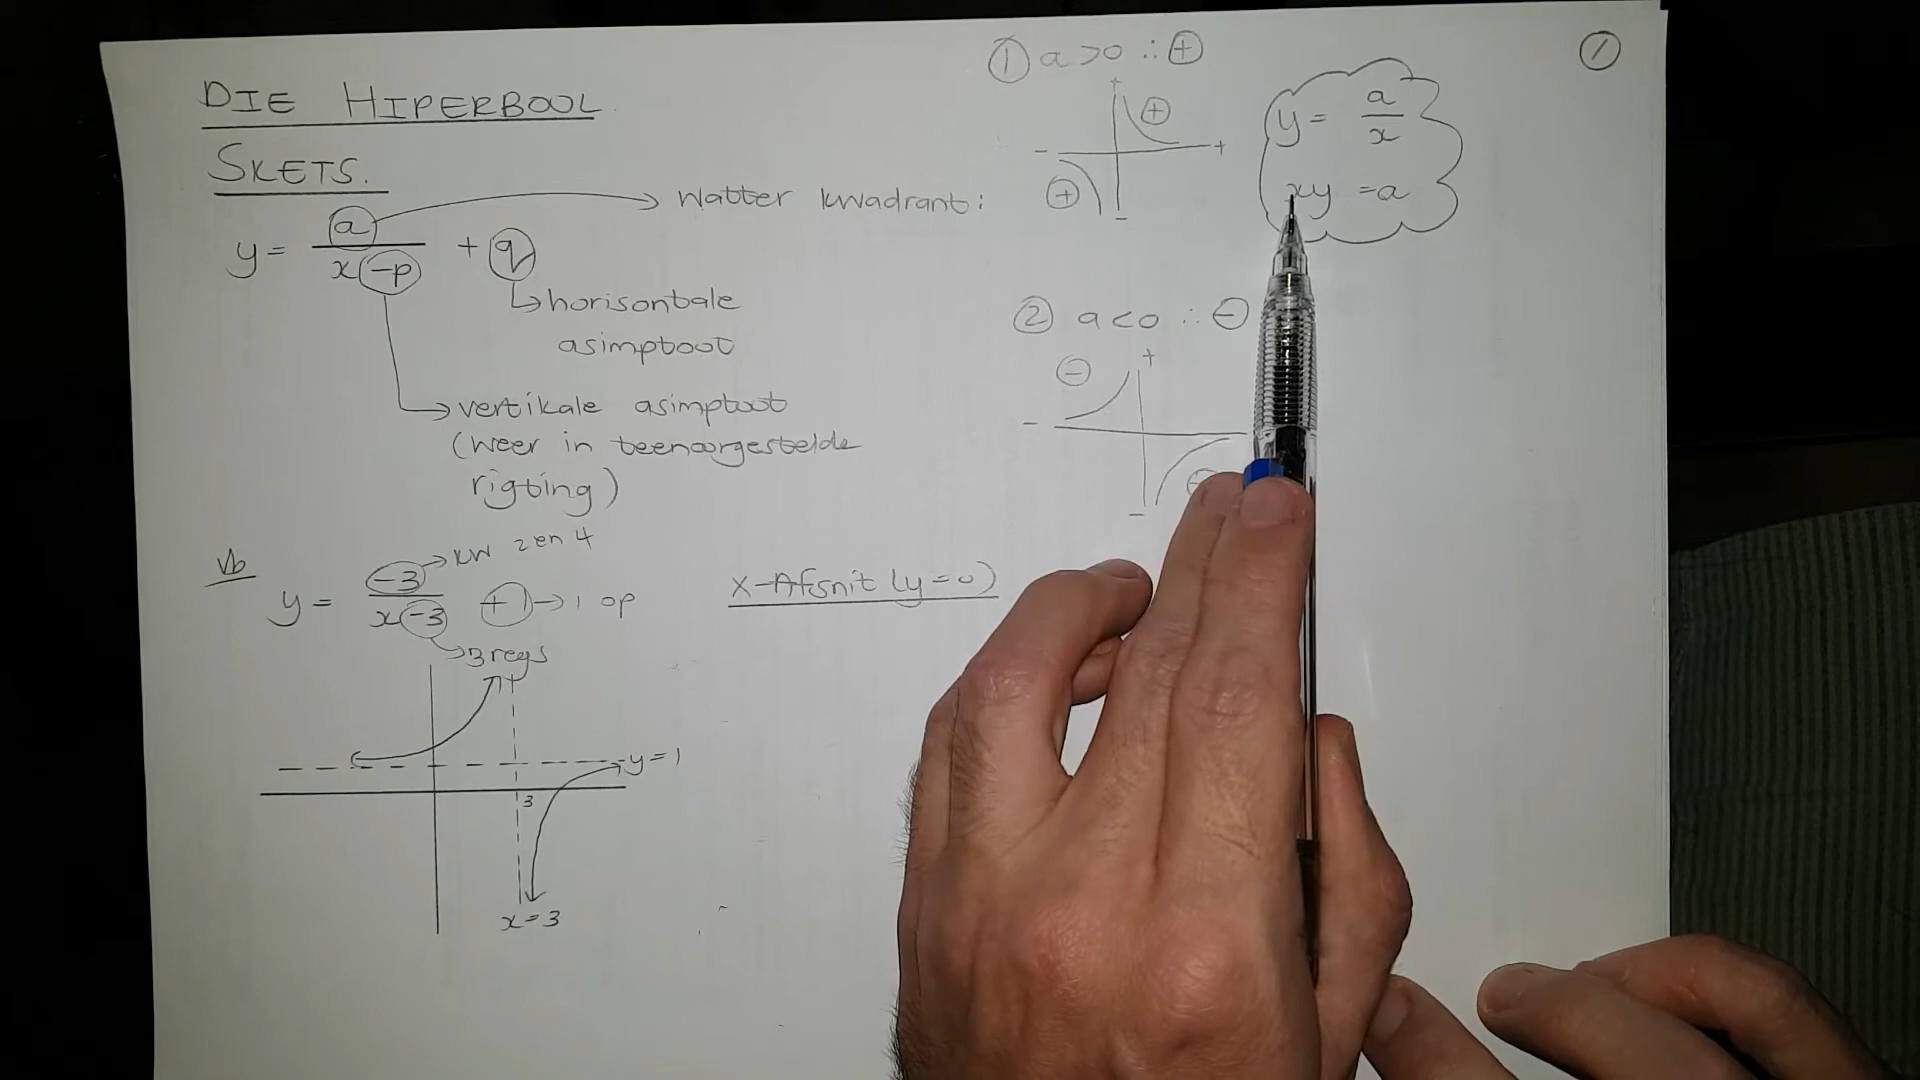 DIE HIPERBOOL
SKETS.
y = a / x - p + q
→ watter kwadrant:
↳ horisontale
asimptoot
→ vertikale asimptoot
(weer in teenoorgestelde
rigting)
① a > 0 ∴ ⊕
+
⊕
- +
⊕
-
y = a / x
xy = a
1
② a < 0 ∴ ⊖
⊖ +
-
-
Vb
y = -3 / x - 3 + 1 → 1 op
→ KW 2 en 4
→ 3 regs
y = 1
3
x = 3
X-Afsnit (y = 0)